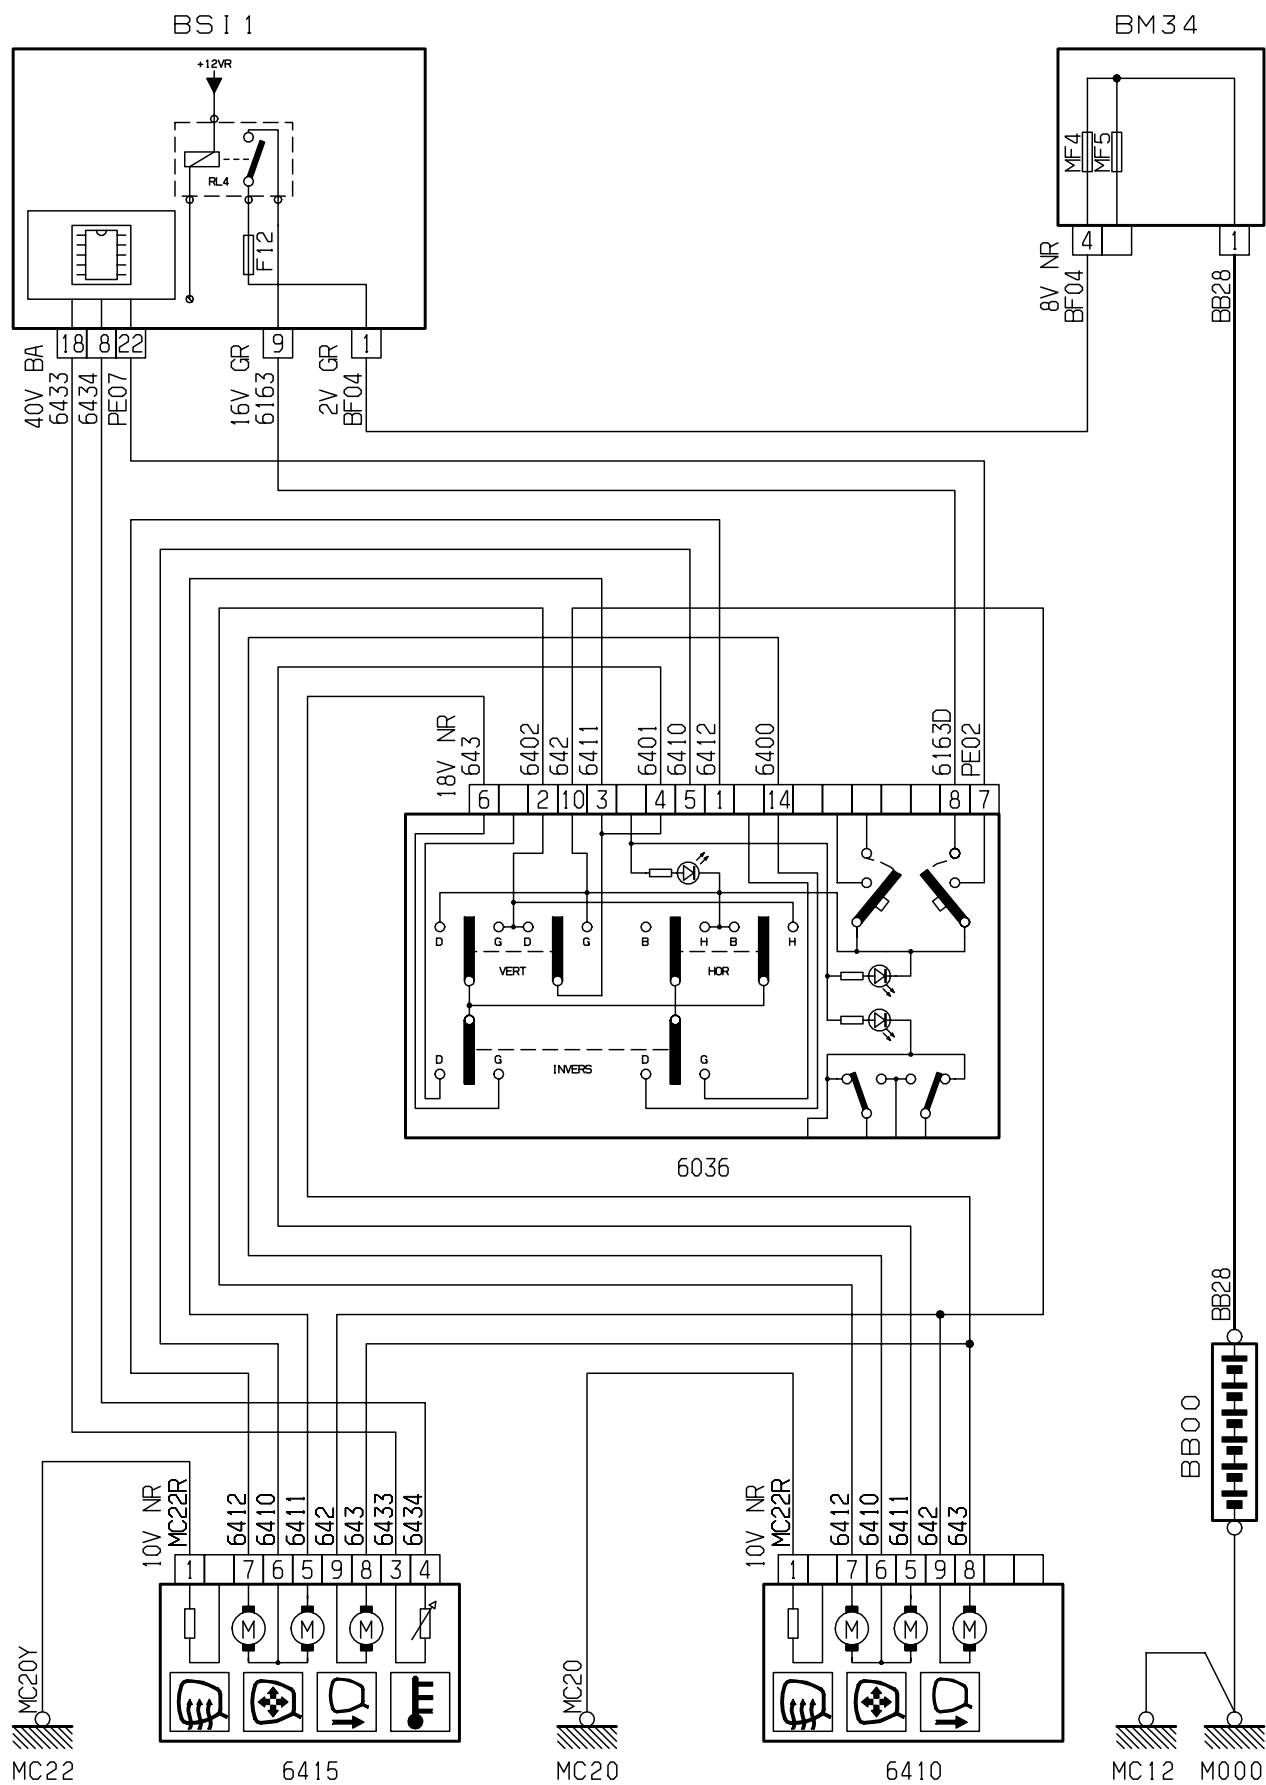 BSI1
BM34
+12VR
RL4
F12
MF4
MF5
18 8 22 9 1
4 1
40V BA
6433
6434
PE07
16V GR
6163
2V GR
BF04
8V NR
BF04
BB28
18V NR
643
6402
642
6411
6401
6410
6412
6400
6163D
PE02
6 2 10 3 4 5 1 14 8 7
D G D G B H B H
VERT
HOR
D G D G
INVERS
6036
BB28
BB00
10V NR
MC22R
6412
6410
6411
642
643
6433
6434
1 7 6 5 9 8 3 4
M M M
MC20Y
MC22
6415
10V NR
MC22R
6412
6410
6411
642
643
1 7 6 5 9 8
M M M
MC20
MC20
6410
MC12
M000